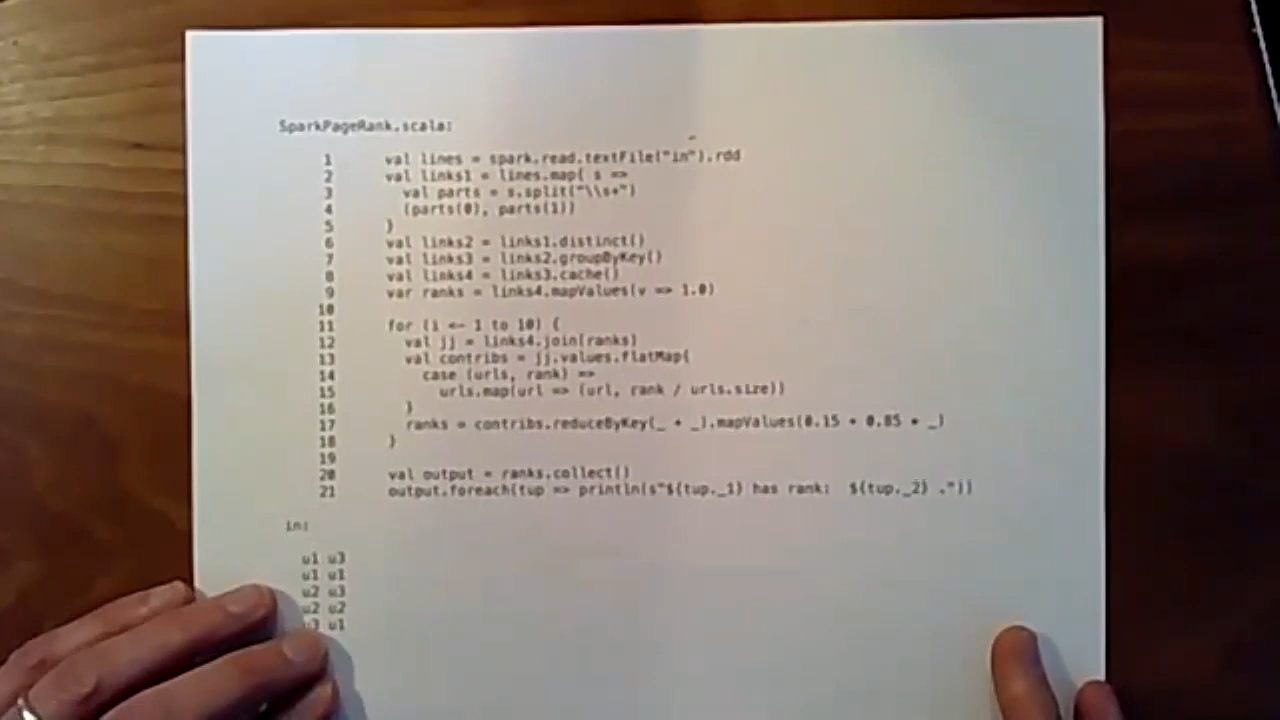 SparkPageRank.scala:
1 val lines = spark.read.textFile("in").rdd
2 val links1 = lines.map{ s =>
3 val parts = s.split("\\s+")
4 (parts(0), parts(1))
5 }
6 val links2 = links1.distinct()
7 val links3 = links2.groupByKey()
8 val links4 = links3.cache()
9 var ranks = links4.mapValues(v => 1.0)
10
11 for (i <- 1 to 10) {
12 val jj = links4.join(ranks)
13 val contribs = jj.values.flatMap{
14 case (urls, rank) =>
15 urls.map(url => (url, rank / urls.size))
16 }
17 ranks = contribs.reduceByKey(_ + _).mapValues(0.15 + 0.85 * _)
18 }
19
20 val output = ranks.collect()
21 output.foreach(tup => println(s"${tup._1} has rank:  ${tup._2} ."))
in:
u1 u3
u1 u1
u2 u3
u2 u2
u3 u1